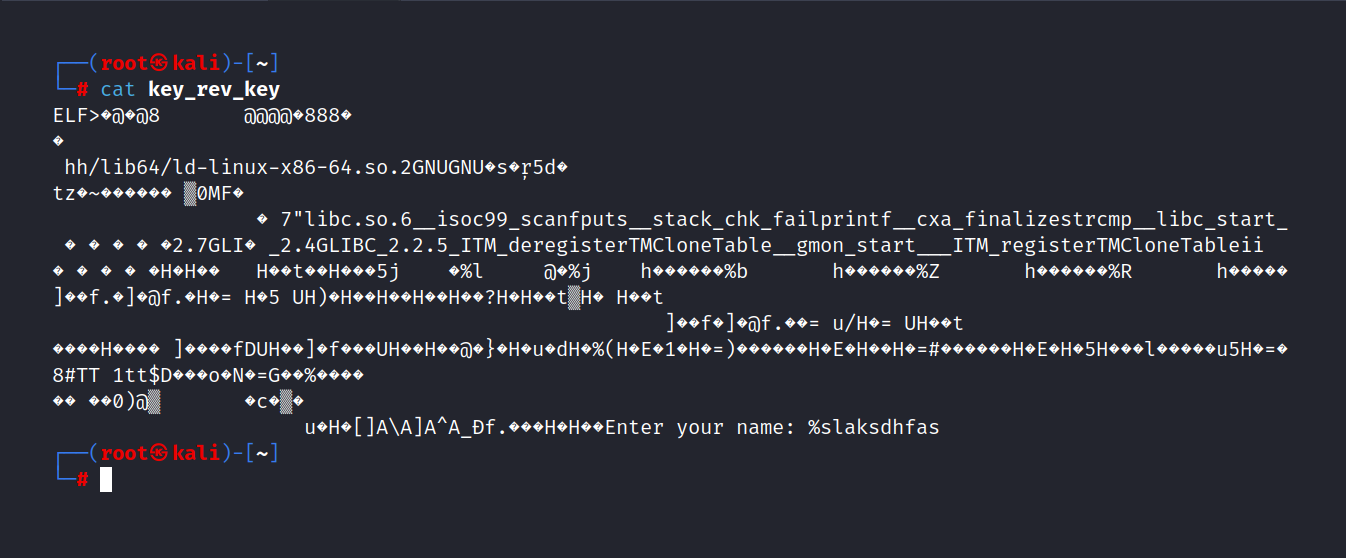 ┌──(root㉿kali)-[~]
└─# cat key_rev_key
ELF>�@�@8 @@@@�888�
�
hh/lib64/ld-linux-x86-64.so.2GNUGNU�s�ŗ5d�
tz�~������ ▒0MF�
� 7"libc.so.6__isoc99_scanfputs__stack_chk_failprintf__cxa_finalizestrcmp__libc_start_
� � � � �2.7GLI� _2.4GLIBC_2.2.5_ITM_deregisterTMCloneTable__gmon_start___ITM_registerTMCloneTableii
� � � � �H�H�� H��t��H���5j �%l @�%j h������%b h������%Z h������%R h�����
]��f.�]�@f.�H�= H�5 UH)�H��H��H��H��?H�H��t▒H� H��t
]��f�]�@f.��= u/H�= UH��t
����H���� ]����fDUH��]�f���UH��H��@�}�H�u�dH�%(H�E�1�H�=)������H�E�H��H�=#������H�E�H�5H���l�����u5H�=�
8#TT 1tt$D���o�N�=G��%����
�� ��0)@▒ �c�▒�
u�H�[]A\A]A^A_Ðf.���H�H��Enter your name: %slaksdhfas
┌──(root㉿kali)-[~]
└─#